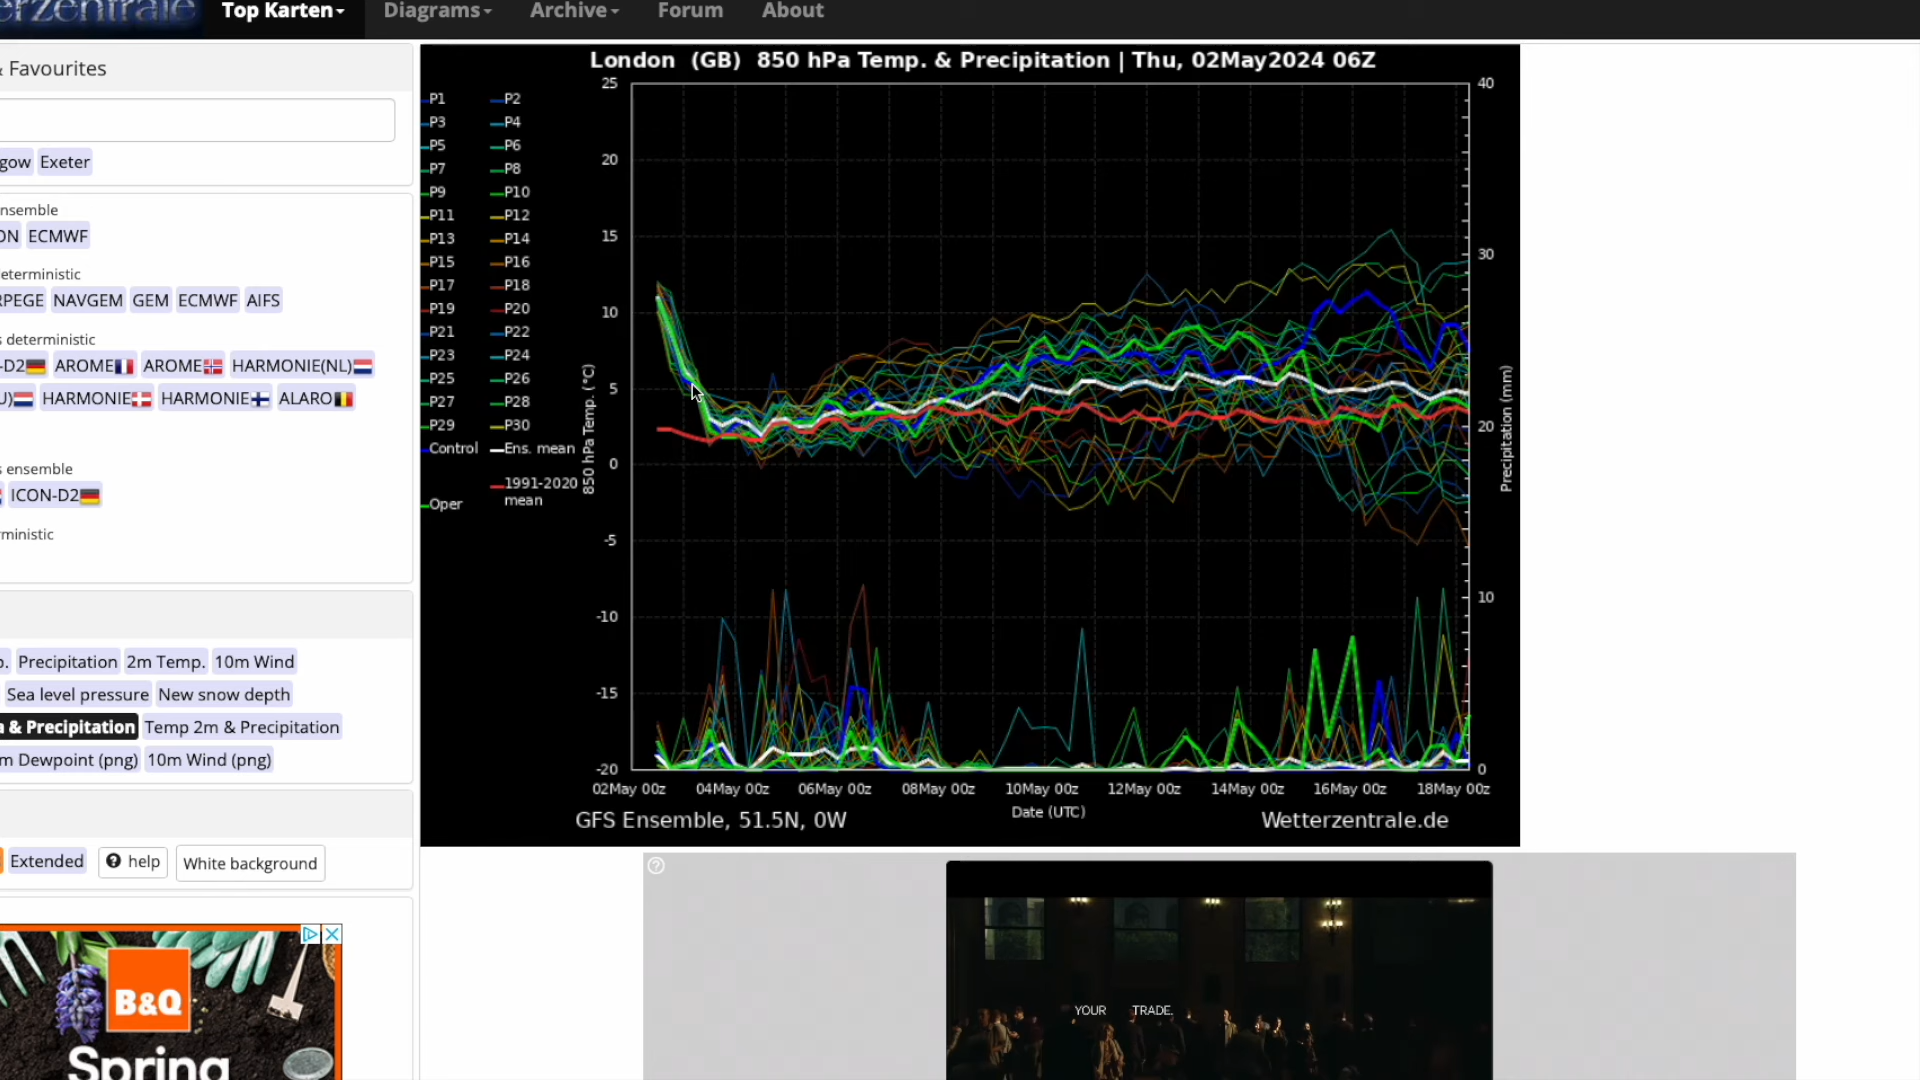 erzentrale
Top Karten
Diagrams
Archive
Forum
About
& Favourites
gow Exeter
nsemble
ON ECMWF
eterministic
RPEGE NAVGEM GEM ECMWF AIFS
s deterministic
-D2 AROME AROME HARMONIE(NL)
U) HARMONIE HARMONIE ALARO
s ensemble
ICON-D2
rministic
p. Precipitation 2m Temp. 10m Wind
Sea level pressure New snow depth
a & Precipitation Temp 2m & Precipitation
m Dewpoint (png) 10m Wind (png)
Extended help White background
B&Q
Spring
London (GB) 850 hPa Temp. & Precipitation | Thu, 02May2024 06Z
P1 P2
P3 P4
P5 P6
P7 P8
P9 P10
P11 P12
P13 P14
P15 P16
P17 P18
P19 P20
P21 P22
P23 P24
P25 P26
P27 P28
P29 P30
Control Ens. mean
1991-2020
mean
Oper
850 hPa Temp. (°C)
25
20
15
10
5
0
-5
-10
-15
-20
40
30
20
10
0
Precipitation (mm)
02May 00z 04May 00z 06May 00z 08May 00z 10May 00z 12May 00z 14May 00z 16May 00z 18May 00z
Date (UTC)
GFS Ensemble, 51.5N, 0W
Wetterzentrale.de
YOUR TRADE.